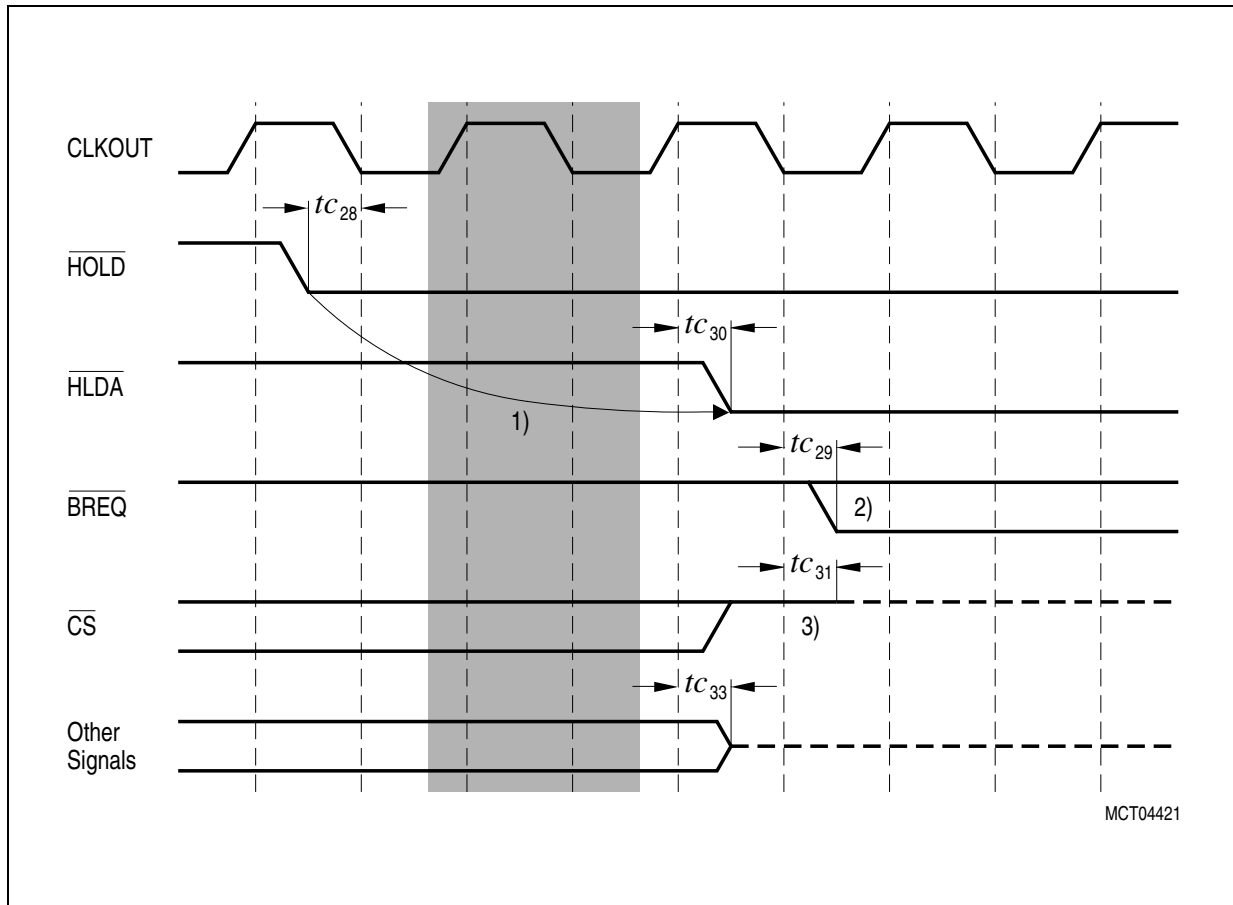 CLKOUT
tc28
HOLD
tc30
HLDA
1)
tc29
BREQ
2)
tc31
CS
3)
tc33
Other
Signals
MCT04421